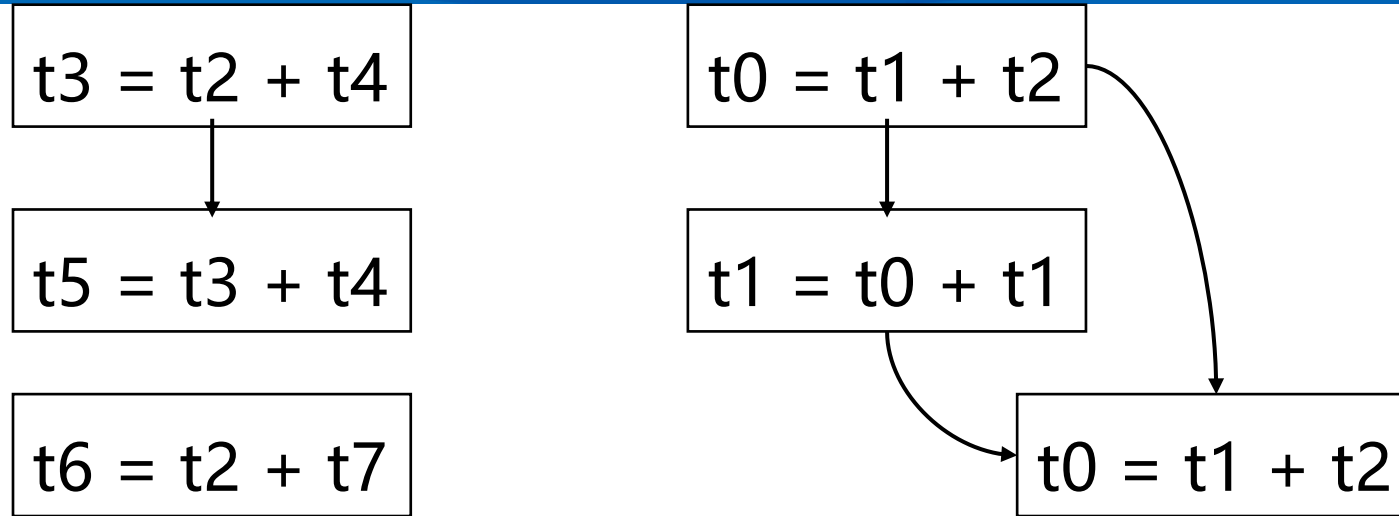 t3 = t2 + t4
t5 = t3 + t4
t6 = t2 + t7
t0 = t1 + t2
t1 = t0 + t1
t0 = t1 + t2